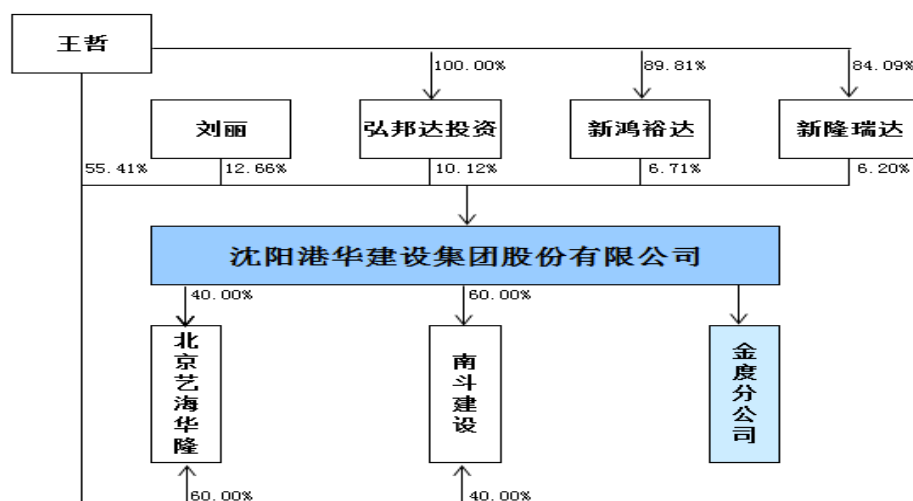 王哲
100.00%
89.81%
84.09%
刘丽
弘邦达投资
新鸿裕达
新隆瑞达
55.41%
12.66%
10.12%
6.71%
6.20%
沈阳港华建设集团股份有限公司
40.00%
60.00%
北京艺海华隆
南斗建设
金度分公司
60.00%
40.00%